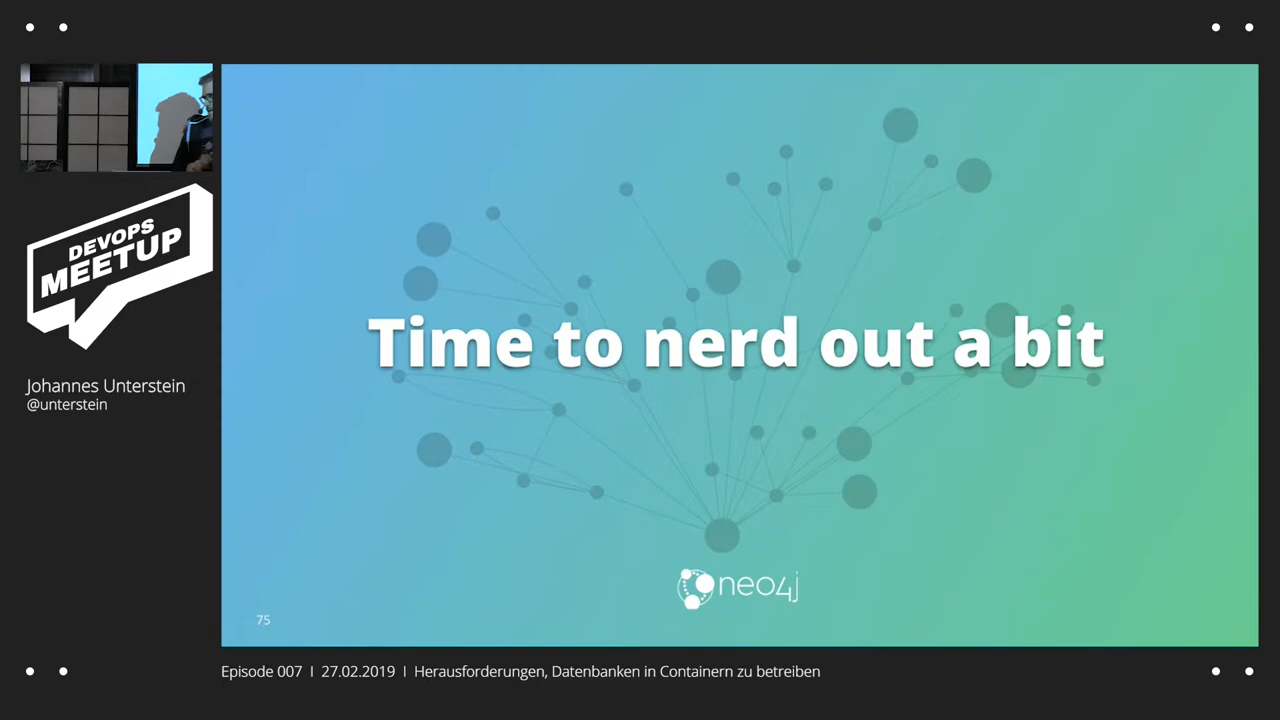 DEVOPS
MEETUP
Johannes Unterstein
@unterstein
Time to nerd out a bit
neo4j
75
Episode 007 I 27.02.2019 I Herausforderungen, Datenbanken in Containern zu betreiben